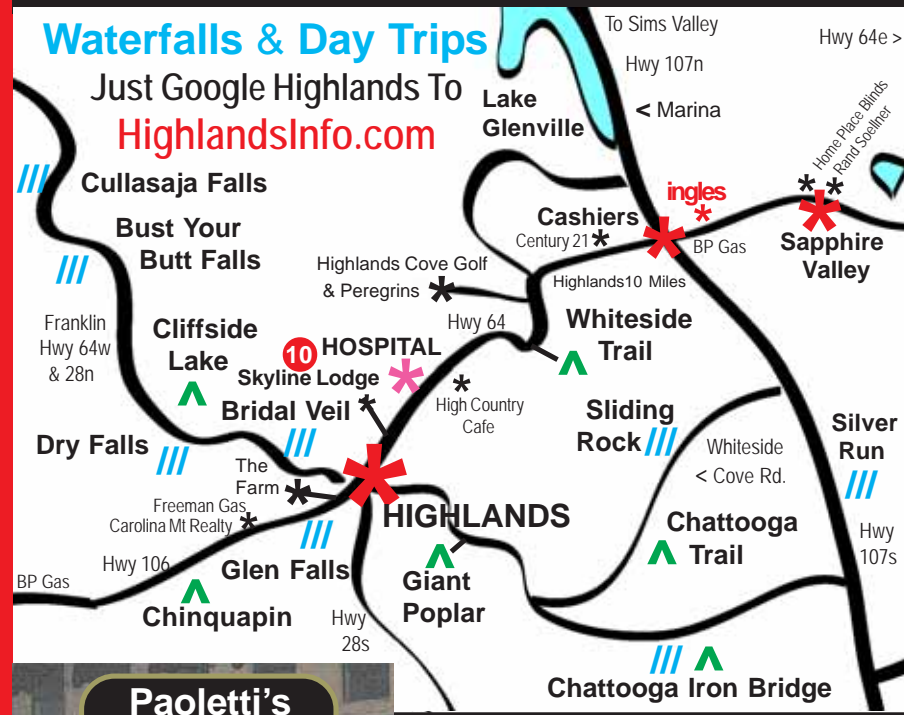 Waterfalls & Day Trips
Just Google Highlands To
HighlandsInfo.com
To Sims Valley
Hwy 107n
Hwy 64e >
< Marina
Lake
Glenville
Home Place Blinds
Rand Soellner
ingles
Cashiers
Century 21
BP Gas
Sapphire
Valley
Cullasaja Falls
Bust Your
Butt Falls
Highlands Cove Golf
& Peregrins
Highlands10 Miles
Hwy 64
Whiteside
Trail
Franklin
Hwy 64w
& 28n
Cliffside
Lake
10 HOSPITAL
Skyline Lodge
High Country
Cafe
Bridal Veil
Dry Falls
Sliding
Rock
Whiteside
< Cove Rd.
Silver
Run
The
Farm
Freeman Gas
Carolina Mt Realty
HIGHLANDS
Chattooga
Trail
Hwy
107s
Hwy 106
BP Gas
Glen Falls
Giant
Poplar
Chinquapin
Hwy
28s
Chattooga Iron Bridge
Paoletti's